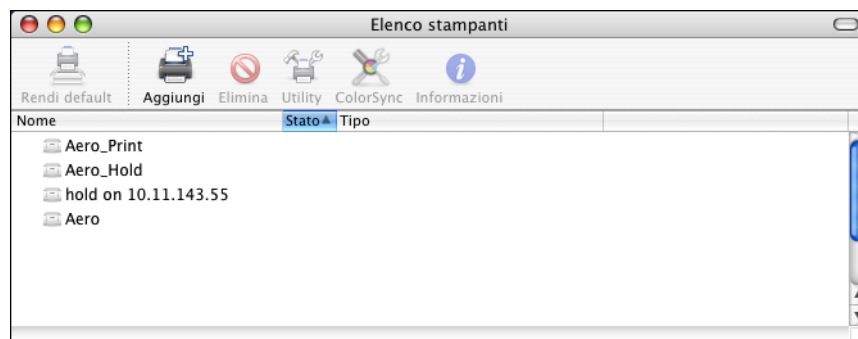 Elenco stampanti
Rendi default Aggiungi Elimina Utility ColorSync Informazioni
Nome Stato Tipo
Aero_Print
Aero_Hold
hold on 10.11.143.55
Aero